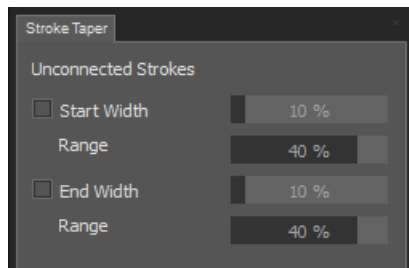 Stroke Taper
Unconnected Strokes
Start Width 10 %
Range 40 %
End Width 10 %
Range 40 %